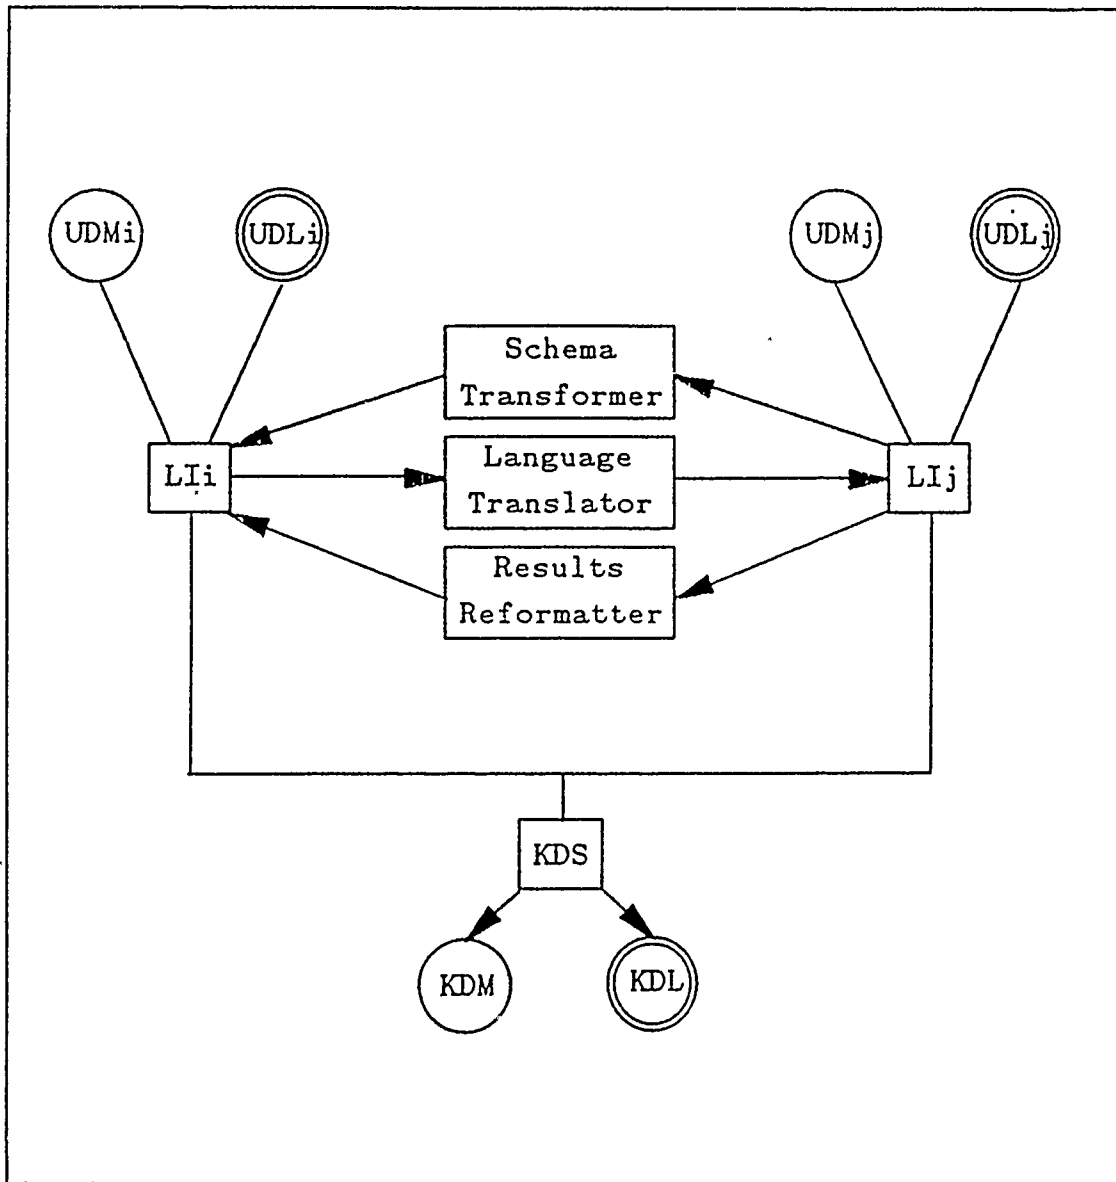 UDMi
UDLi
UDMj
UDLj
Schema
Transformer
LIi
Language
Translator
LIj
Results
Reformatter
KDS
KDM
KDL